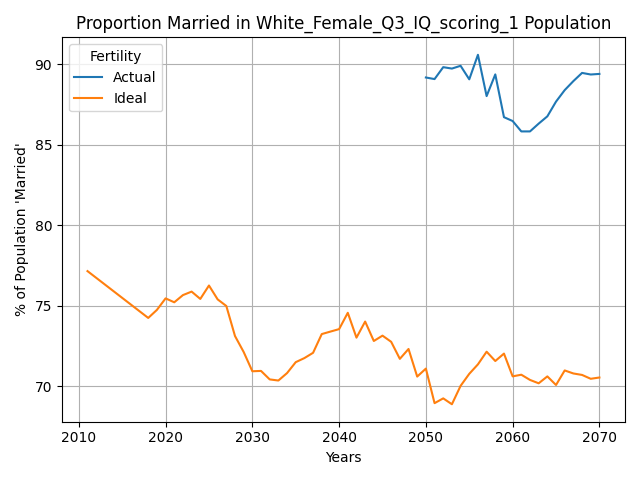 Proportion Married in White_Female_Q3_IQ_scoring_1 Population
Fertility
Actual
Ideal
% of Population 'Married'
90
85
80
75
70
2010 2020 2030 2040 2050 2060 2070
Years